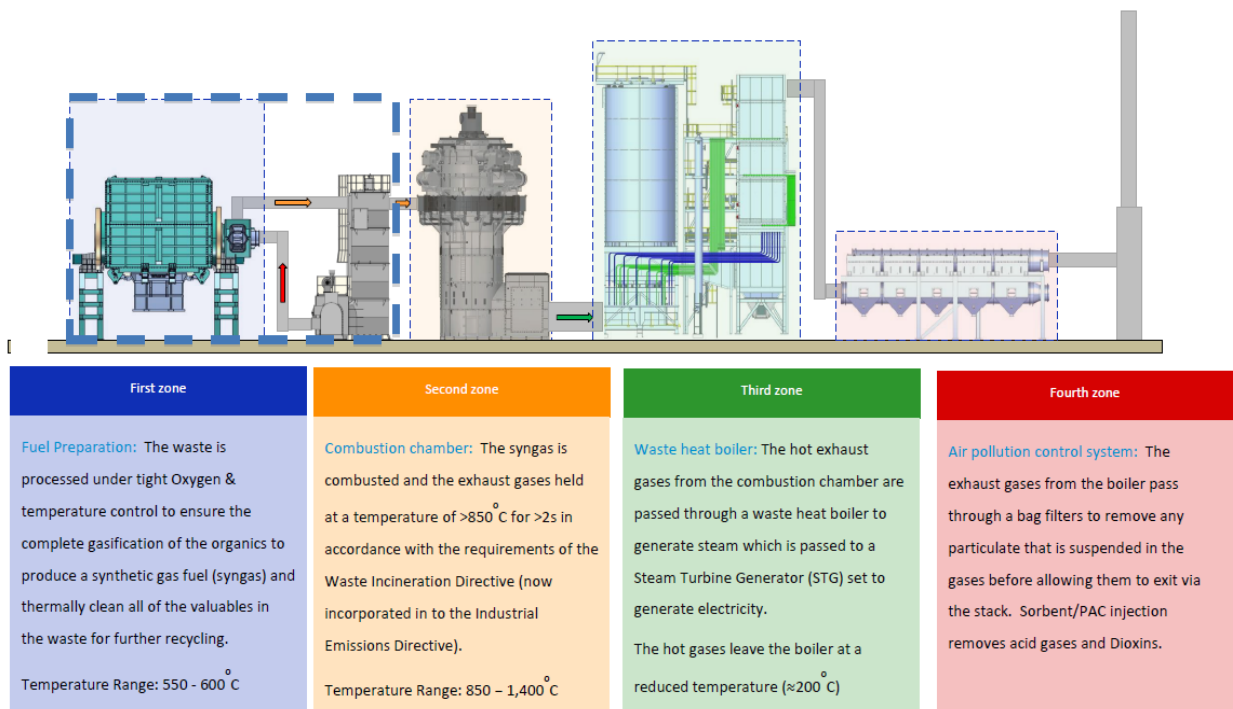 First zone
Fuel Preparation: The waste is
processed under tight Oxygen &
temperature control to ensure the
complete gasification of the organics to
produce a synthetic gas fuel (syngas) and
thermally clean all of the valuables in
the waste for further recycling.
Temperature Range: 550 - 600°C
Second zone
Combustion chamber: The syngas is
combusted and the exhaust gases held
at a temperature of >850°C for >2s in
accordance with the requirements of the
Waste Incineration Directive (now
incorporated in to the Industrial
Emissions Directive).
Temperature Range: 850 – 1,400°C
Third zone
Waste heat boiler: The hot exhaust
gases from the combustion chamber are
passed through a waste heat boiler to
generate steam which is passed to a
Steam Turbine Generator (STG) set to
generate electricity.
The hot gases leave the boiler at a
reduced temperature (≈200°C)
Fourth zone
Air pollution control system: The
exhaust gases from the boiler pass
through a bag filters to remove any
particulate that is suspended in the
gases before allowing them to exit via
the stack. Sorbent/PAC injection
removes acid gases and Dioxins.